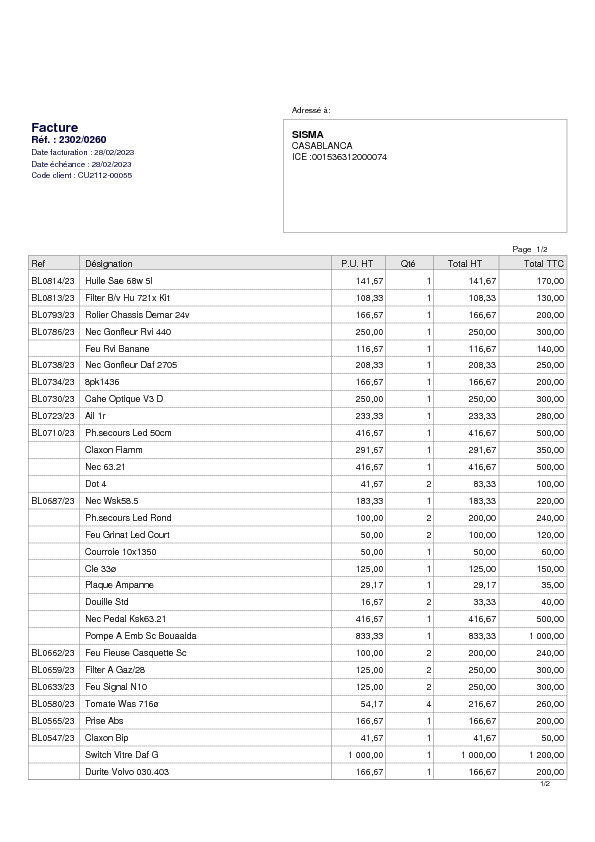 Adressé à:
Facture
Réf. : 2302/0260
Date facturation : 28/02/2023
Date échéance : 28/02/2023
Code client : CU2112-00055
SISMA
CASABLANCA
ICE :001536312000074
Page 1/2
Ref Désignation P.U. HT Qté Total HT Total TTC
BL0814/23 Huile Sae 68w 5l 141,67 1 141,67 170,00
BL0813/23 Filter B/v Hu 721x Kit 108,33 1 108,33 130,00
BL0793/23 Roller Chassis Demar 24v 166,67 1 166,67 200,00
BL0786/23 Nec Gonfleur Rvi 440 250,00 1 250,00 300,00
Feu Rvi Banane 116,67 1 116,67 140,00
BL0738/23 Nec Gonfleur Daf 2705 208,33 1 208,33 250,00
BL0734/23 8pk1436 166,67 1 166,67 200,00
BL0730/23 Cahe Optique V3 D 250,00 1 250,00 300,00
BL0723/23 Ail 1r 233,33 1 233,33 280,00
BL0710/23 Ph.secours Led 50cm 416,67 1 416,67 500,00
Claxon Fiamm 291,67 1 291,67 350,00
Nec 63.21 416,67 1 416,67 500,00
Dot 4 41,67 2 83,33 100,00
BL0687/23 Nec Wsk58.5 183,33 1 183,33 220,00
Ph.secours Led Rond 100,00 2 200,00 240,00
Feu Grinat Led Court 50,00 2 100,00 120,00
Courroie 10x1350 50,00 1 50,00 60,00
Cle 33ø 125,00 1 125,00 150,00
Plaque Ampanne 29,17 1 29,17 35,00
Douille Std 16,67 2 33,33 40,00
Nec Pedal Ksk63.21 416,67 1 416,67 500,00
Pompe A Emb Sc Bouaaida 833,33 1 833,33 1 000,00
BL0662/23 Feu Fleuse Casquette Sc 100,00 2 200,00 240,00
BL0659/23 Filter A Gaz/28 125,00 2 250,00 300,00
BL0633/23 Feu Signal N10 125,00 2 250,00 300,00
BL0580/23 Tomate Was 716ø 54,17 4 216,67 260,00
BL0565/23 Prise Abs 166,67 1 166,67 200,00
BL0547/23 Claxon Bip 41,67 1 41,67 50,00
Switch Vitre Daf G 1 000,00 1 1 000,00 1 200,00
Durite Volvo 030.403 166,67 1 166,67 200,00
1/2